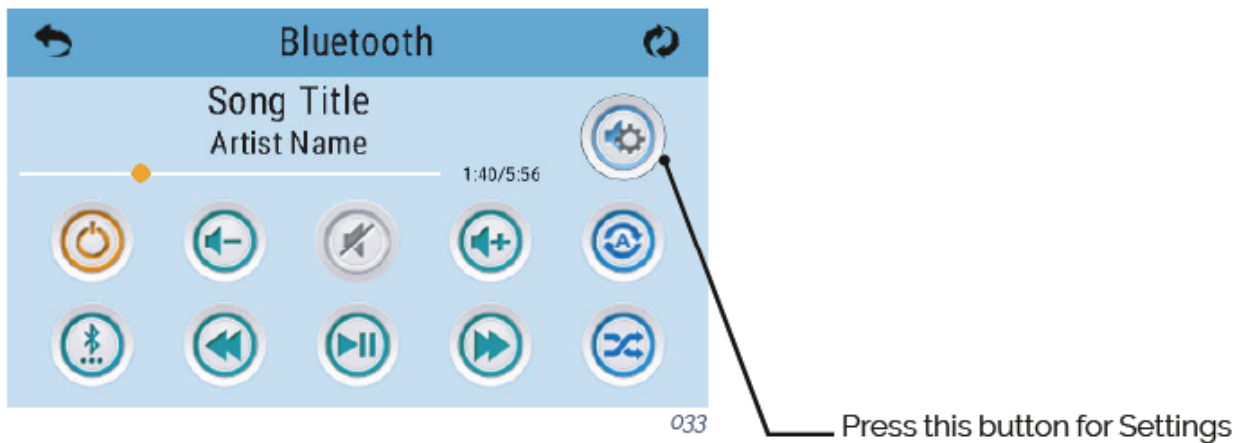 Bluetooth
Song Title
Artist Name
1:40/5:56
A
033
Press this button for Settings